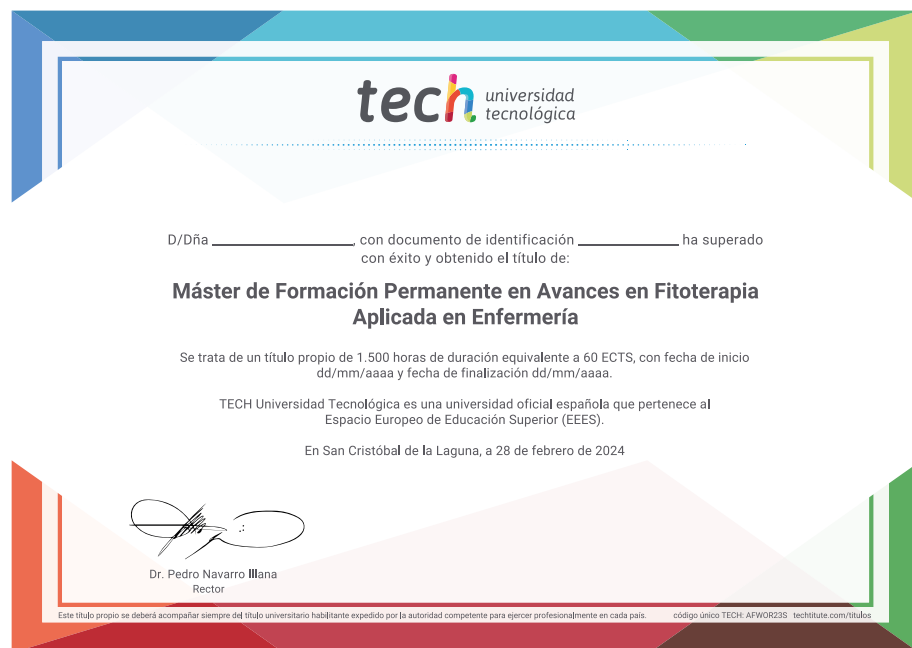 tech universidad
tecnológica
D/Dña ______________, con documento de identificación __________ ha superado
con éxito y obtenido el título de:
Máster de Formación Permanente en Avances en Fitoterapia
Aplicada en Enfermería
Se trata de un título propio de 1.500 horas de duración equivalente a 60 ECTS, con fecha de inicio
dd/mm/aaaa y fecha de finalización dd/mm/aaaa.
TECH Universidad Tecnológica es una universidad oficial española que pertenece al
Espacio Europeo de Educación Superior (EEES).
En San Cristóbal de la Laguna, a 28 de febrero de 2024
Dr. Pedro Navarro Illana
Rector
Este título propio se deberá acompañar siempre del título universitario habilitante expedido por la autoridad competente para ejercer profesionalmente en cada país. código único TECH: AFWOR23S techtitute.com/titulos